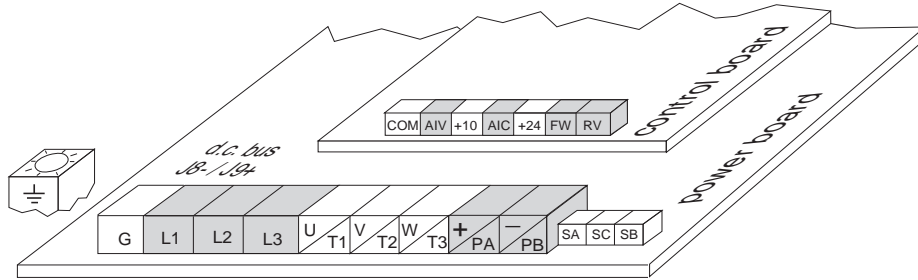 control board
COM AIV +10 AIC +24 FW RV
power board
d.c. bus
J8-/J9+
G L1 L2 L3 U/T1 V/T2 W/T3 +/PA −/PB
SA SC SB